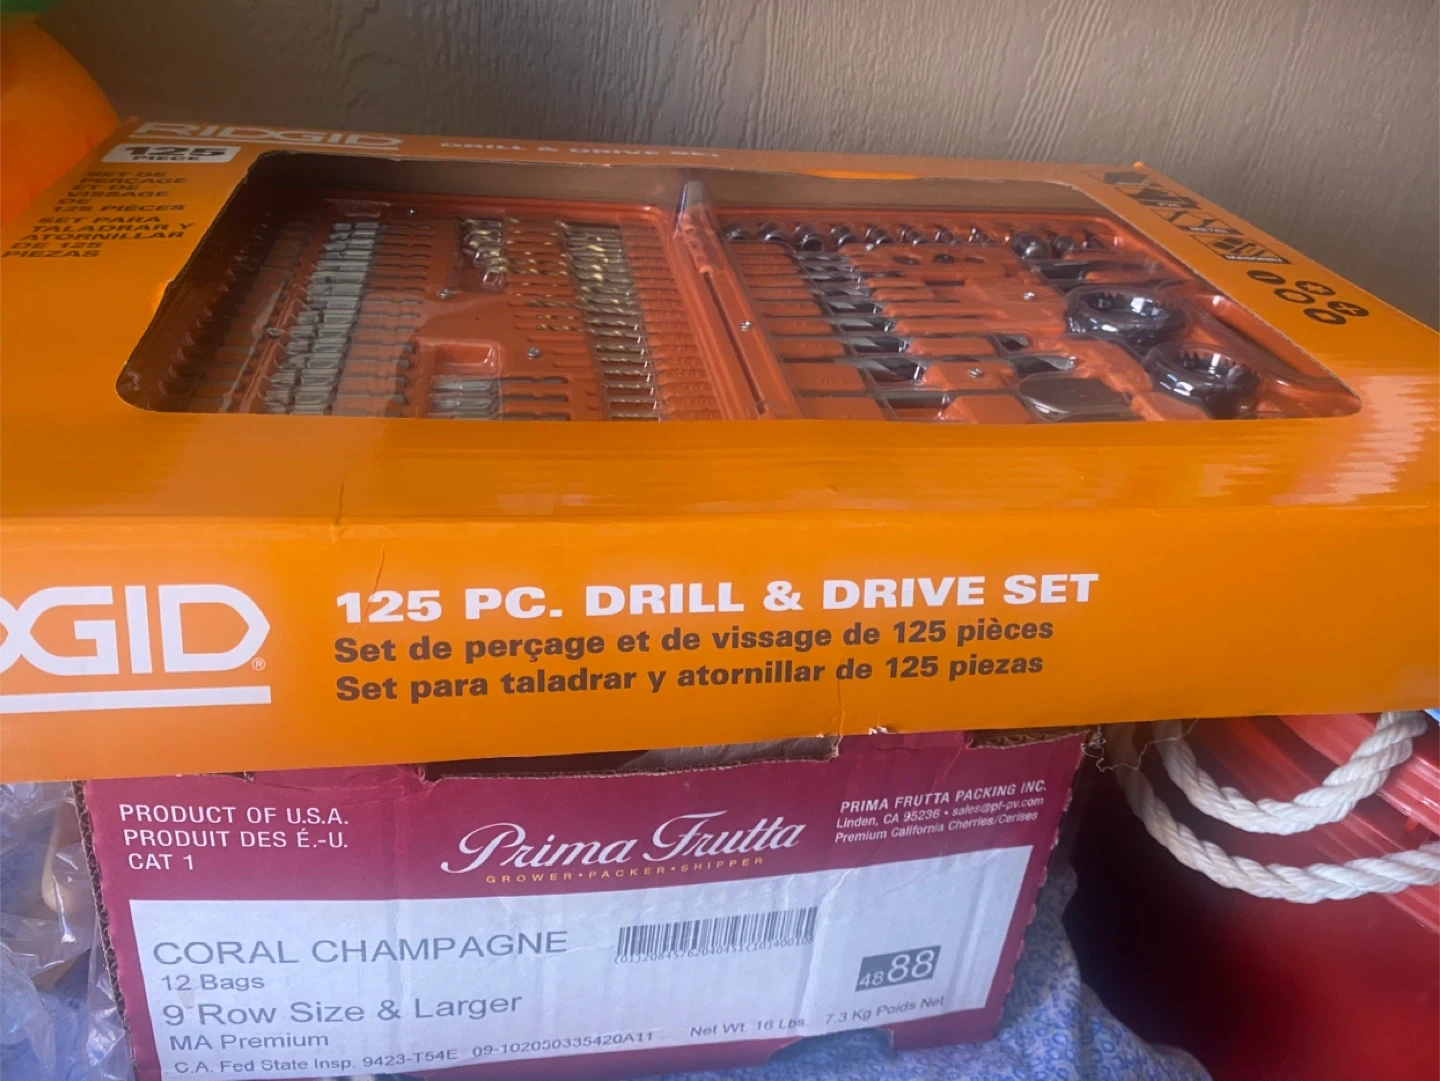 RIDGID
DRILL & DRIVE SET
125
PIECE
SET DE
PERÇAGE
ET DE
VISSAGE
DE
125 PIÈCES
SET PARA
TALADRAR Y
ATORNILLAR
DE 125
PIEZAS
METAL
MASONRY
GID®
125 PC. DRILL & DRIVE SET
Set de perçage et de vissage de 125 pièces
Set para taladrar y atornillar de 125 piezas
PRODUCT OF U.S.A.
PRODUIT DES É.-U.
CAT 1
Prima Frutta
GROWER • PACKER • SHIPPER
PRIMA FRUTTA PACKING INC.
Linden, CA 95236 • sales@pf-pv.com
Premium California Cherries/Cerises
CORAL CHAMPAGNE
12 Bags
9 Row Size & Larger
MA Premium
C.A. Fed State Insp. 9423-T54E 09-102050335420A11
Net Wt. 16 Lbs. 7.3 Kg Poids Net
4888